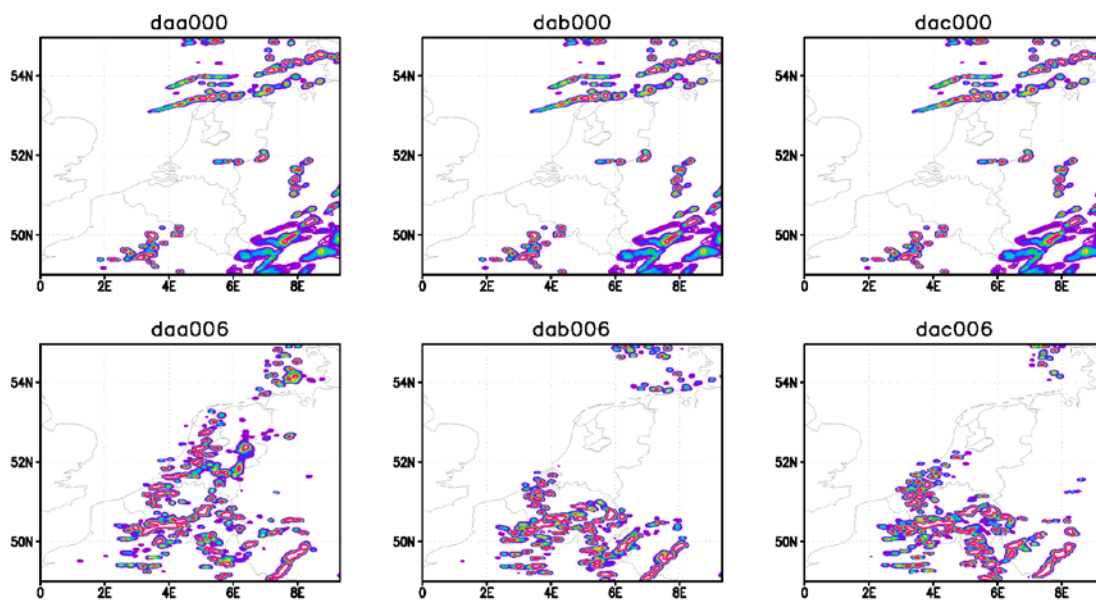 daa000 dab000 dac000
54N 54N 54N
52N 52N 52N
50N 50N 50N
0 2E 4E 6E 8E 0 2E 4E 6E 8E 0 2E 4E 6E 8E
daa006 dab006 dac006
54N 54N 54N
52N 52N 52N
50N 50N 50N
0 2E 4E 6E 8E 0 2E 4E 6E 8E 0 2E 4E 6E 8E